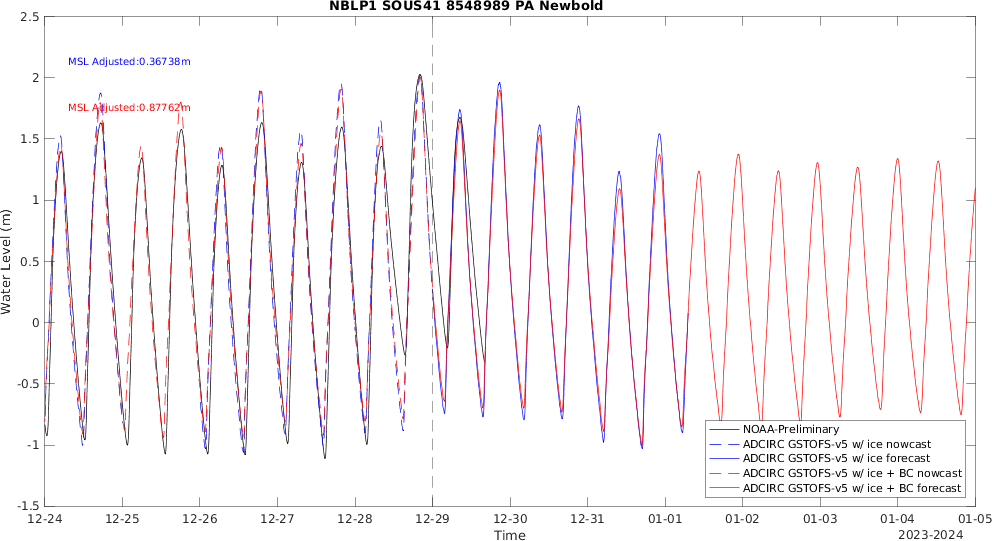 NBLP1 SOUS41 8548989 PA Newbold
MSL Adjusted:0.36738m
MSL Adjusted:0.87762m
Water Level (m)
2.5
2
1.5
1
0.5
0
-0.5
-1
-1.5
NOAA-Preliminary
ADCIRC GSTOFS-v5 w/ ice nowcast
ADCIRC GSTOFS-v5 w/ ice forecast
ADCIRC GSTOFS-v5 w/ ice + BC nowcast
ADCIRC GSTOFS-v5 w/ ice + BC forecast
12-24 12-25 12-26 12-27 12-28 12-29 12-30 12-31 01-01 01-02 01-03 01-04 01-05
Time
2023-2024